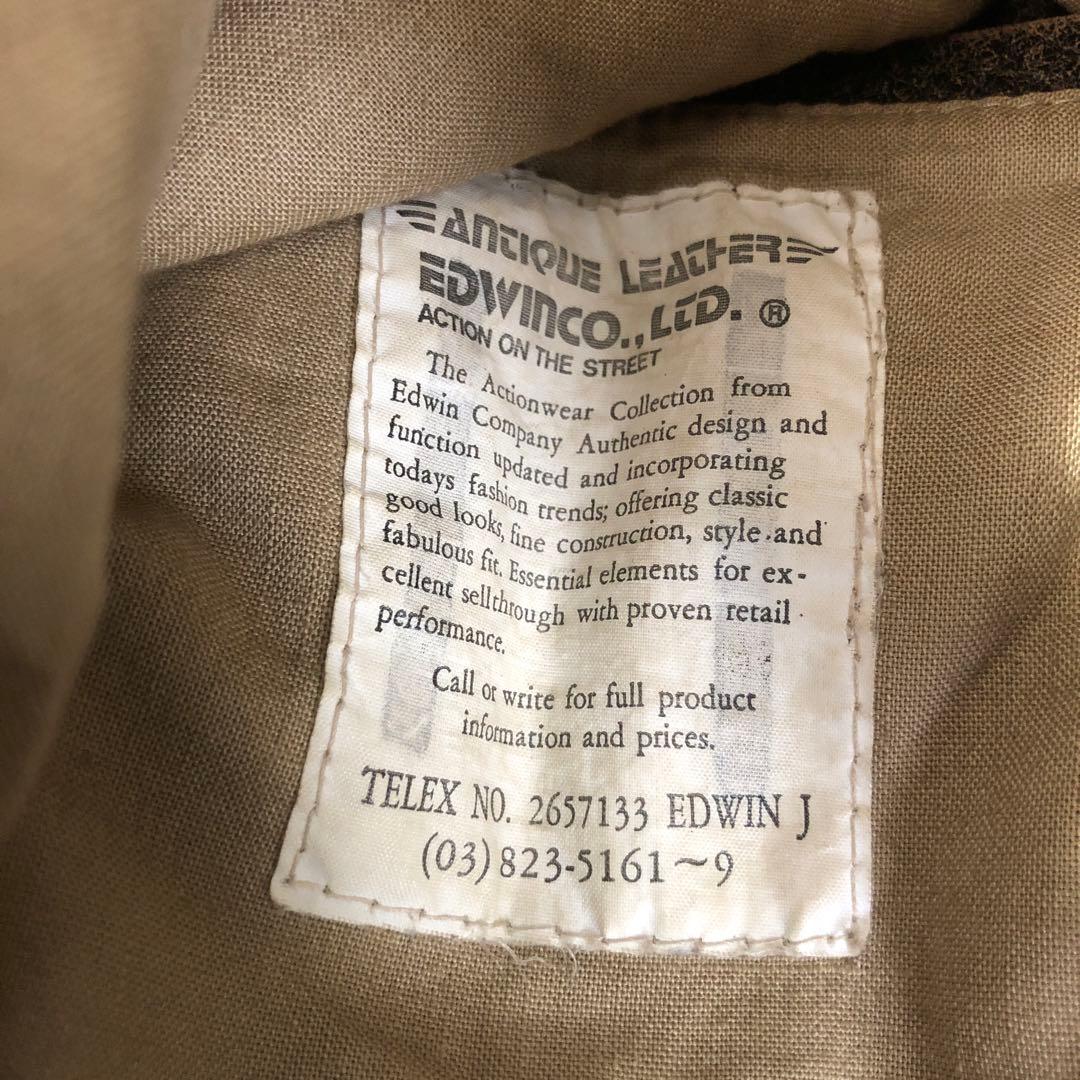 ANTIQUE LEATHER
EDWINCO.,LTD. ®
ACTION ON THE STREET
The Actionwear Collection from
Edwin Company Authentic design and
function updated and incorporating
todays fashion trends; offering classic
good looks, fine construction, style and
fabulous fit. Essential elements for ex-
cellent sellthrough with proven retail
performance.
Call or write for full product
information and prices.
TELEX NO. 2657133 EDWIN J
(03) 823-5161~9